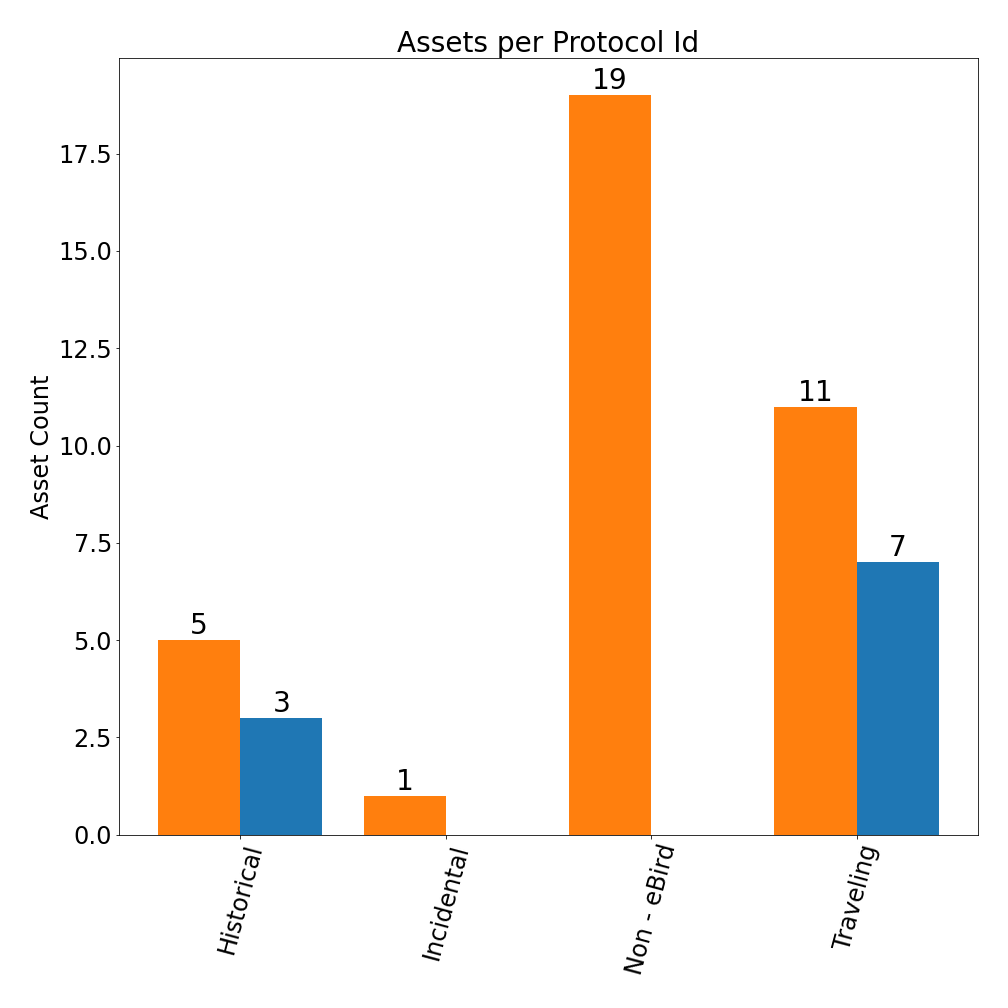 Assets per Protocol Id
Asset Count
17.5
15.0
12.5
10.0
7.5
5.0
2.5
0.0
5
3
1
19
11
7
Historical
Incidental
Non - eBird
Traveling